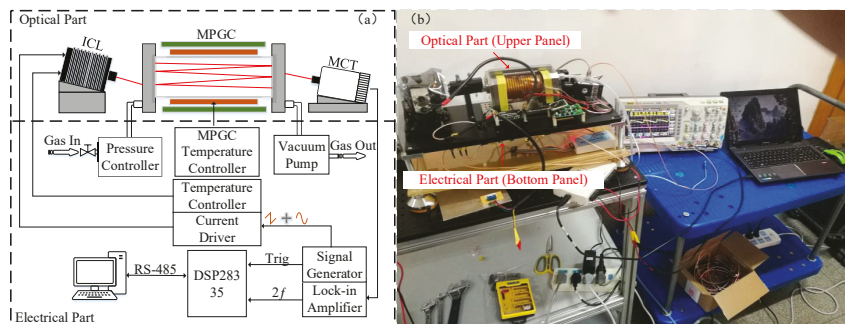 Optical Part
(a)
MPGC
ICL
MCT
Gas In
Pressure
Controller
MPGC
Temperature
Controller
Vacuum
Pump
Gas Out
Temperature
Controller
Current
Driver
+
Signal
Generator
Lock-in
Amplifier
Trig
2f
RS-485
DSP283
35
Electrical Part
(b)
Optical Part (Upper Panel)
Electrical Part (Bottom Panel)